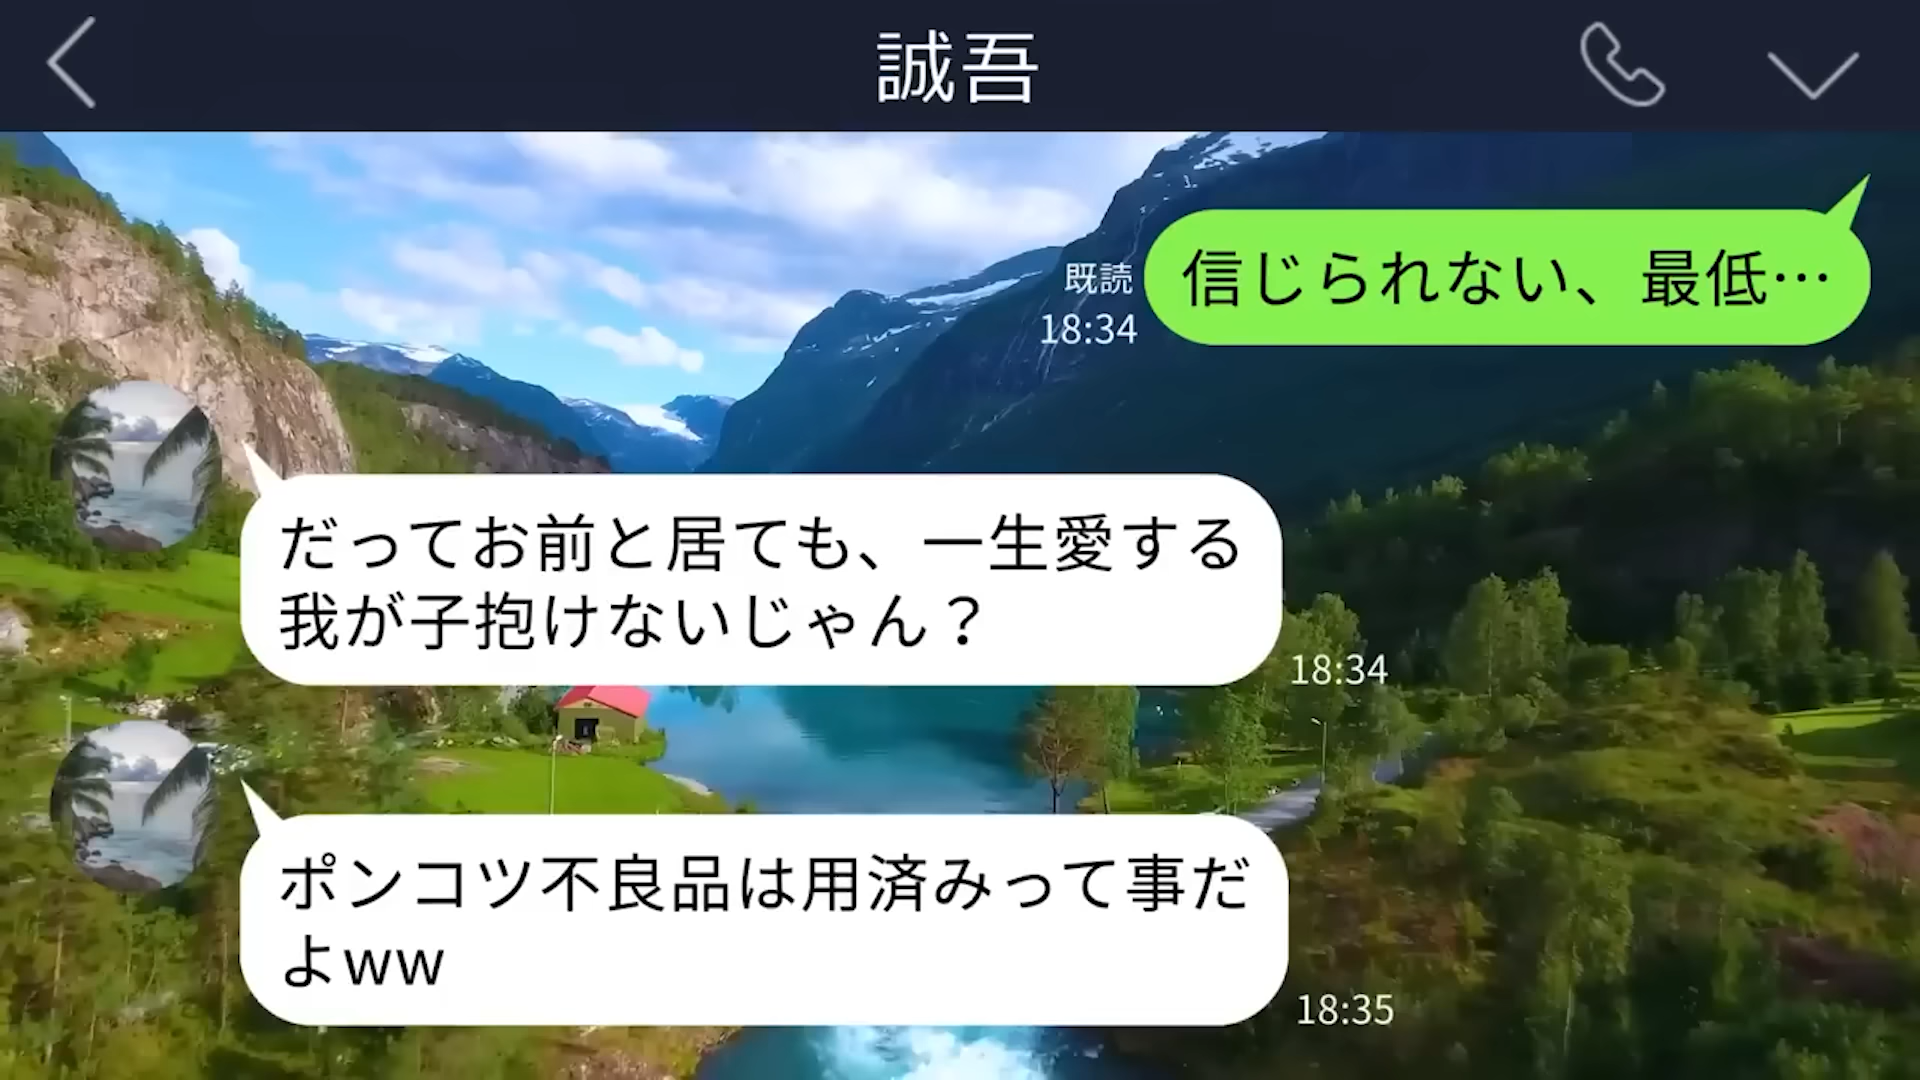 誠吾
信じられない、最低…
既読
18:34
だってお前と居ても、一生愛する
我が子抱けないじゃん？
18:34
ポンコツ不良品は用済みって事だ
よww
18:35